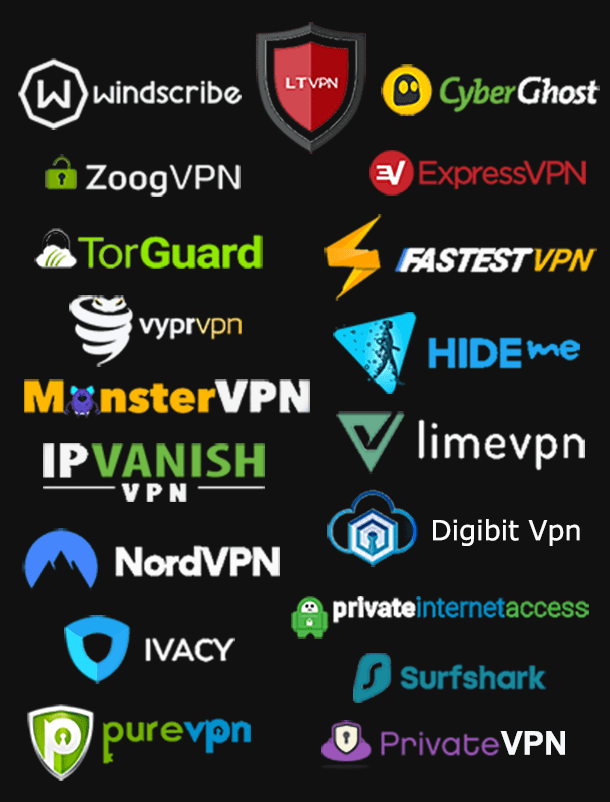 LTVPN
windscribe
CyberGhost
ZoogVPN
ExpressVPN
TorGuard
FASTESTVPN
vyprvpn
HIDE me
MonsterVPN
limevpn
IPVANISH
VPN
Digibit Vpn
NordVPN
privateinternetaccess
IVACY
Surfshark
purevpn
PrivateVPN